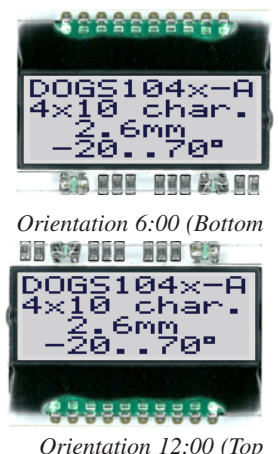 DOGS104x-A
4x10 char.
2.6mm
-20..70°
Orientation 6:00 (Bottom
DOGS104x-A
4x10 char.
2.6mm
-20..70°
Orientation 12:00 (Top